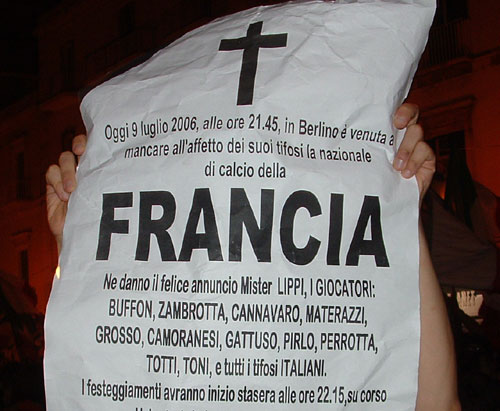 Oggi 9 luglio 2006, alle ore 21.45, in Berlino è venuta a
mancare all'affetto dei suoi tifosi la nazionale
di calcio della
FRANCIA
Ne danno il felice annuncio Mister LIPPI, I GIOCATORI:
BUFFON, ZAMBROTTA, CANNAVARO, MATERAZZI,
GROSSO, CAMORANESI, GATTUSO, PIRLO, PERROTTA,
TOTTI, TONI, e tutti i tifosi ITALIANI.
I festeggiamenti avranno inizio stasera alle ore 22.15, su corso